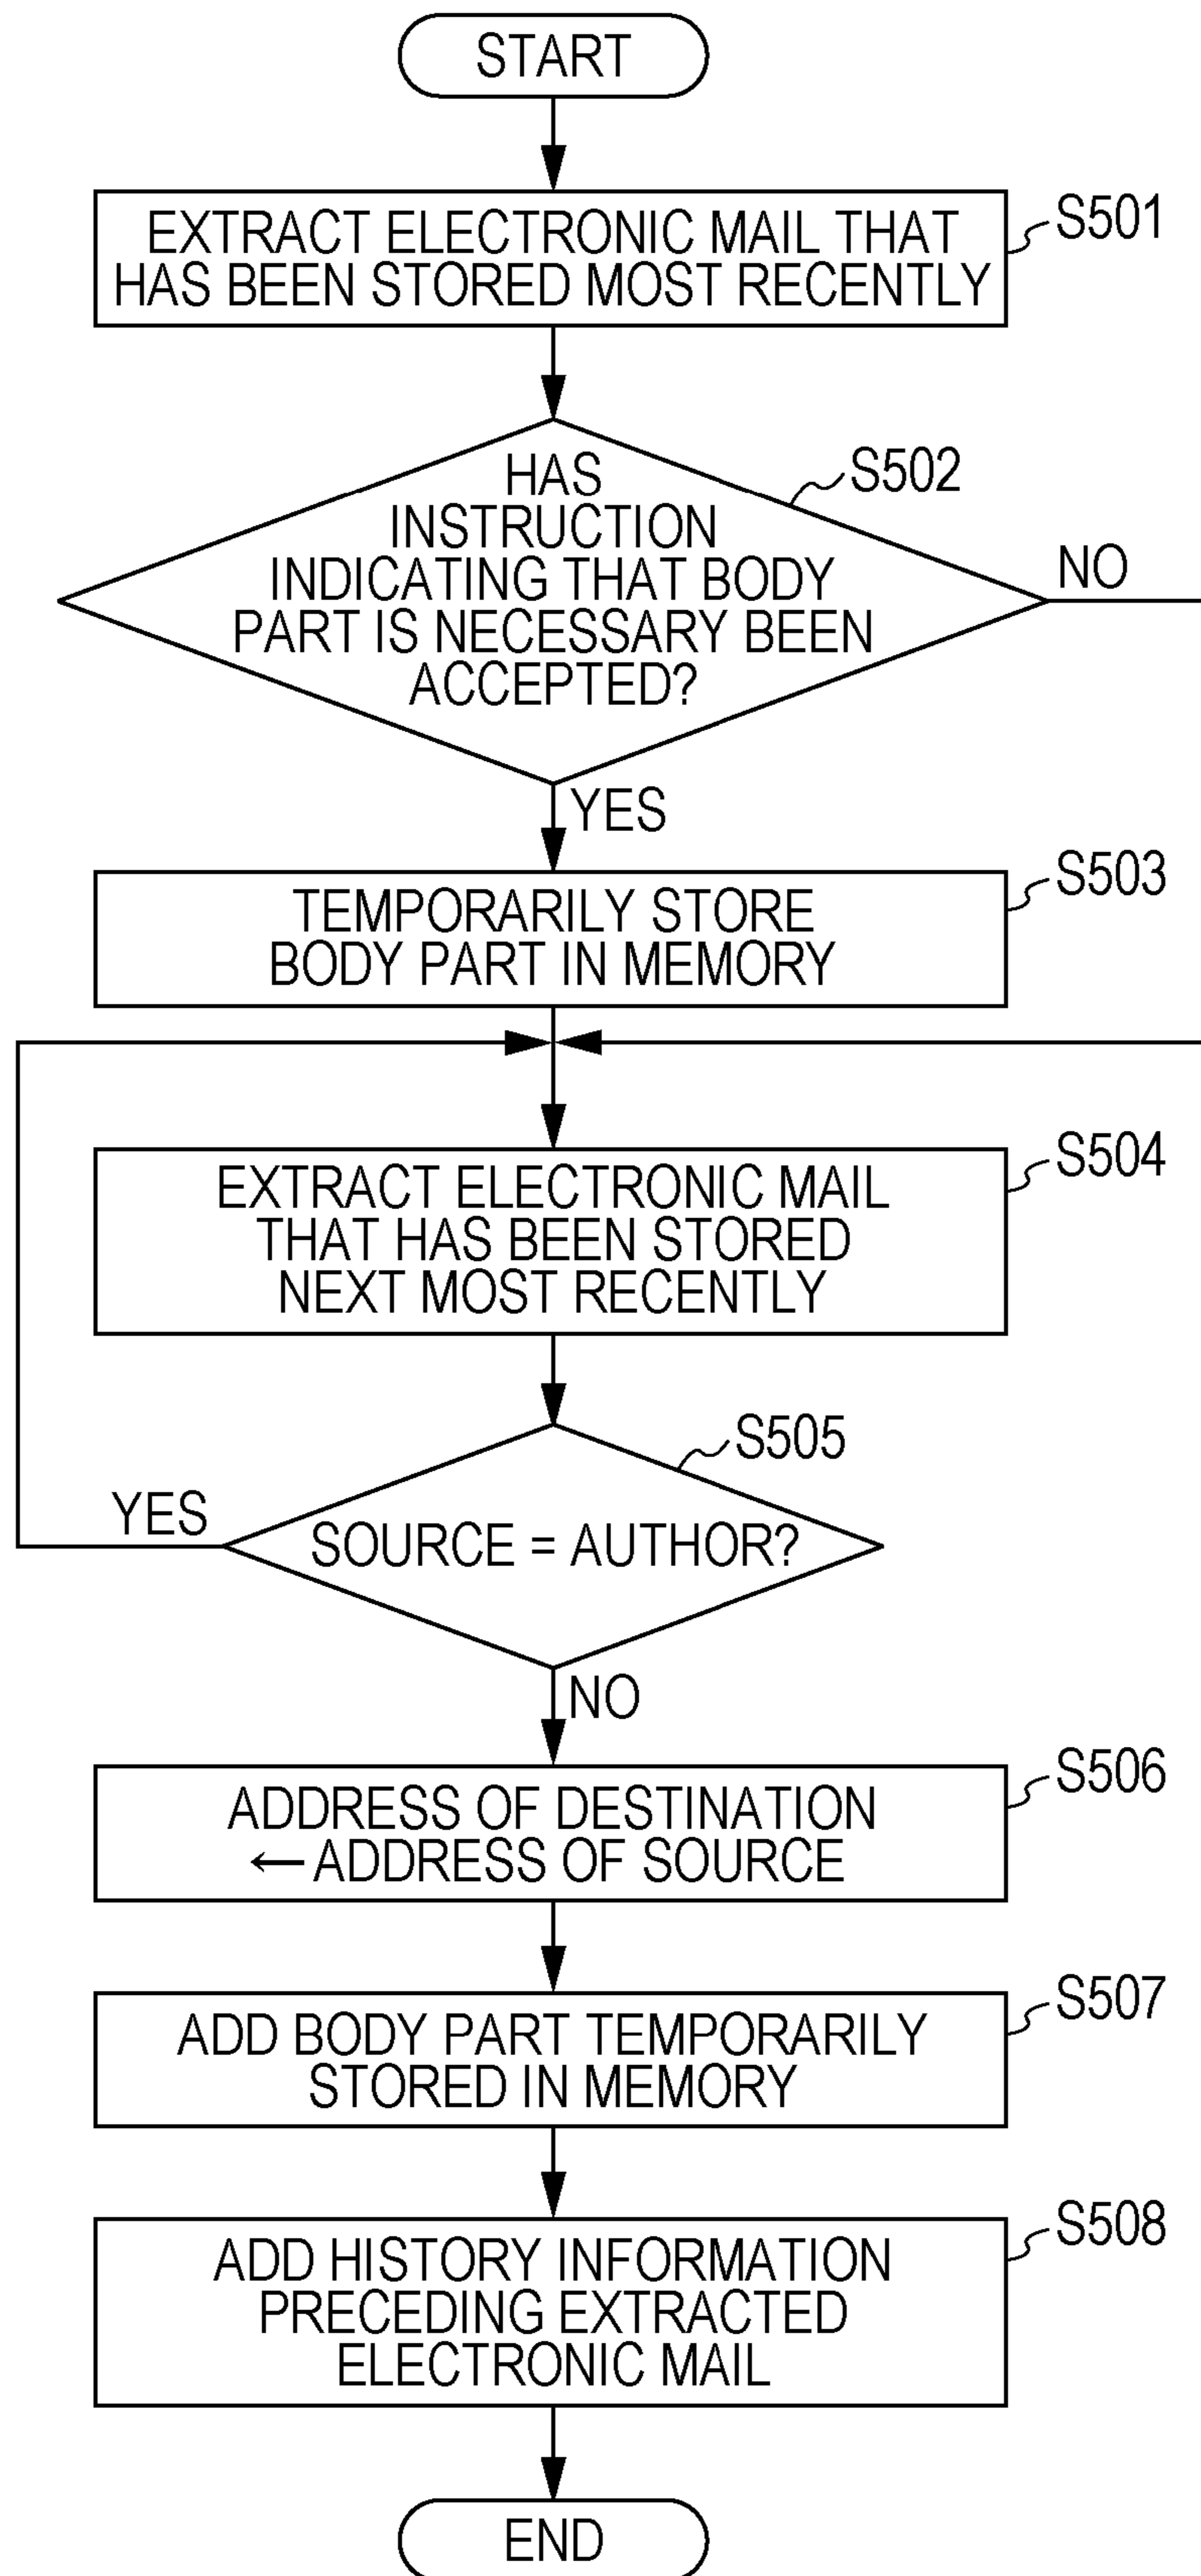 START
EXTRACT ELECTRONIC MAIL THAT
HAS BEEN STORED MOST RECENTLY
S501
HAS
INSTRUCTION
INDICATING THAT BODY
PART IS NECESSARY BEEN
ACCEPTED?
S502
NO
YES
TEMPORARILY STORE
BODY PART IN MEMORY
S503
EXTRACT ELECTRONIC MAIL
THAT HAS BEEN STORED
NEXT MOST RECENTLY
S504
S505
YES
SOURCE = AUTHOR?
NO
ADDRESS OF DESTINATION
← ADDRESS OF SOURCE
S506
ADD BODY PART TEMPORARILY
STORED IN MEMORY
S507
ADD HISTORY INFORMATION
PRECEDING EXTRACTED
ELECTRONIC MAIL
S508
END